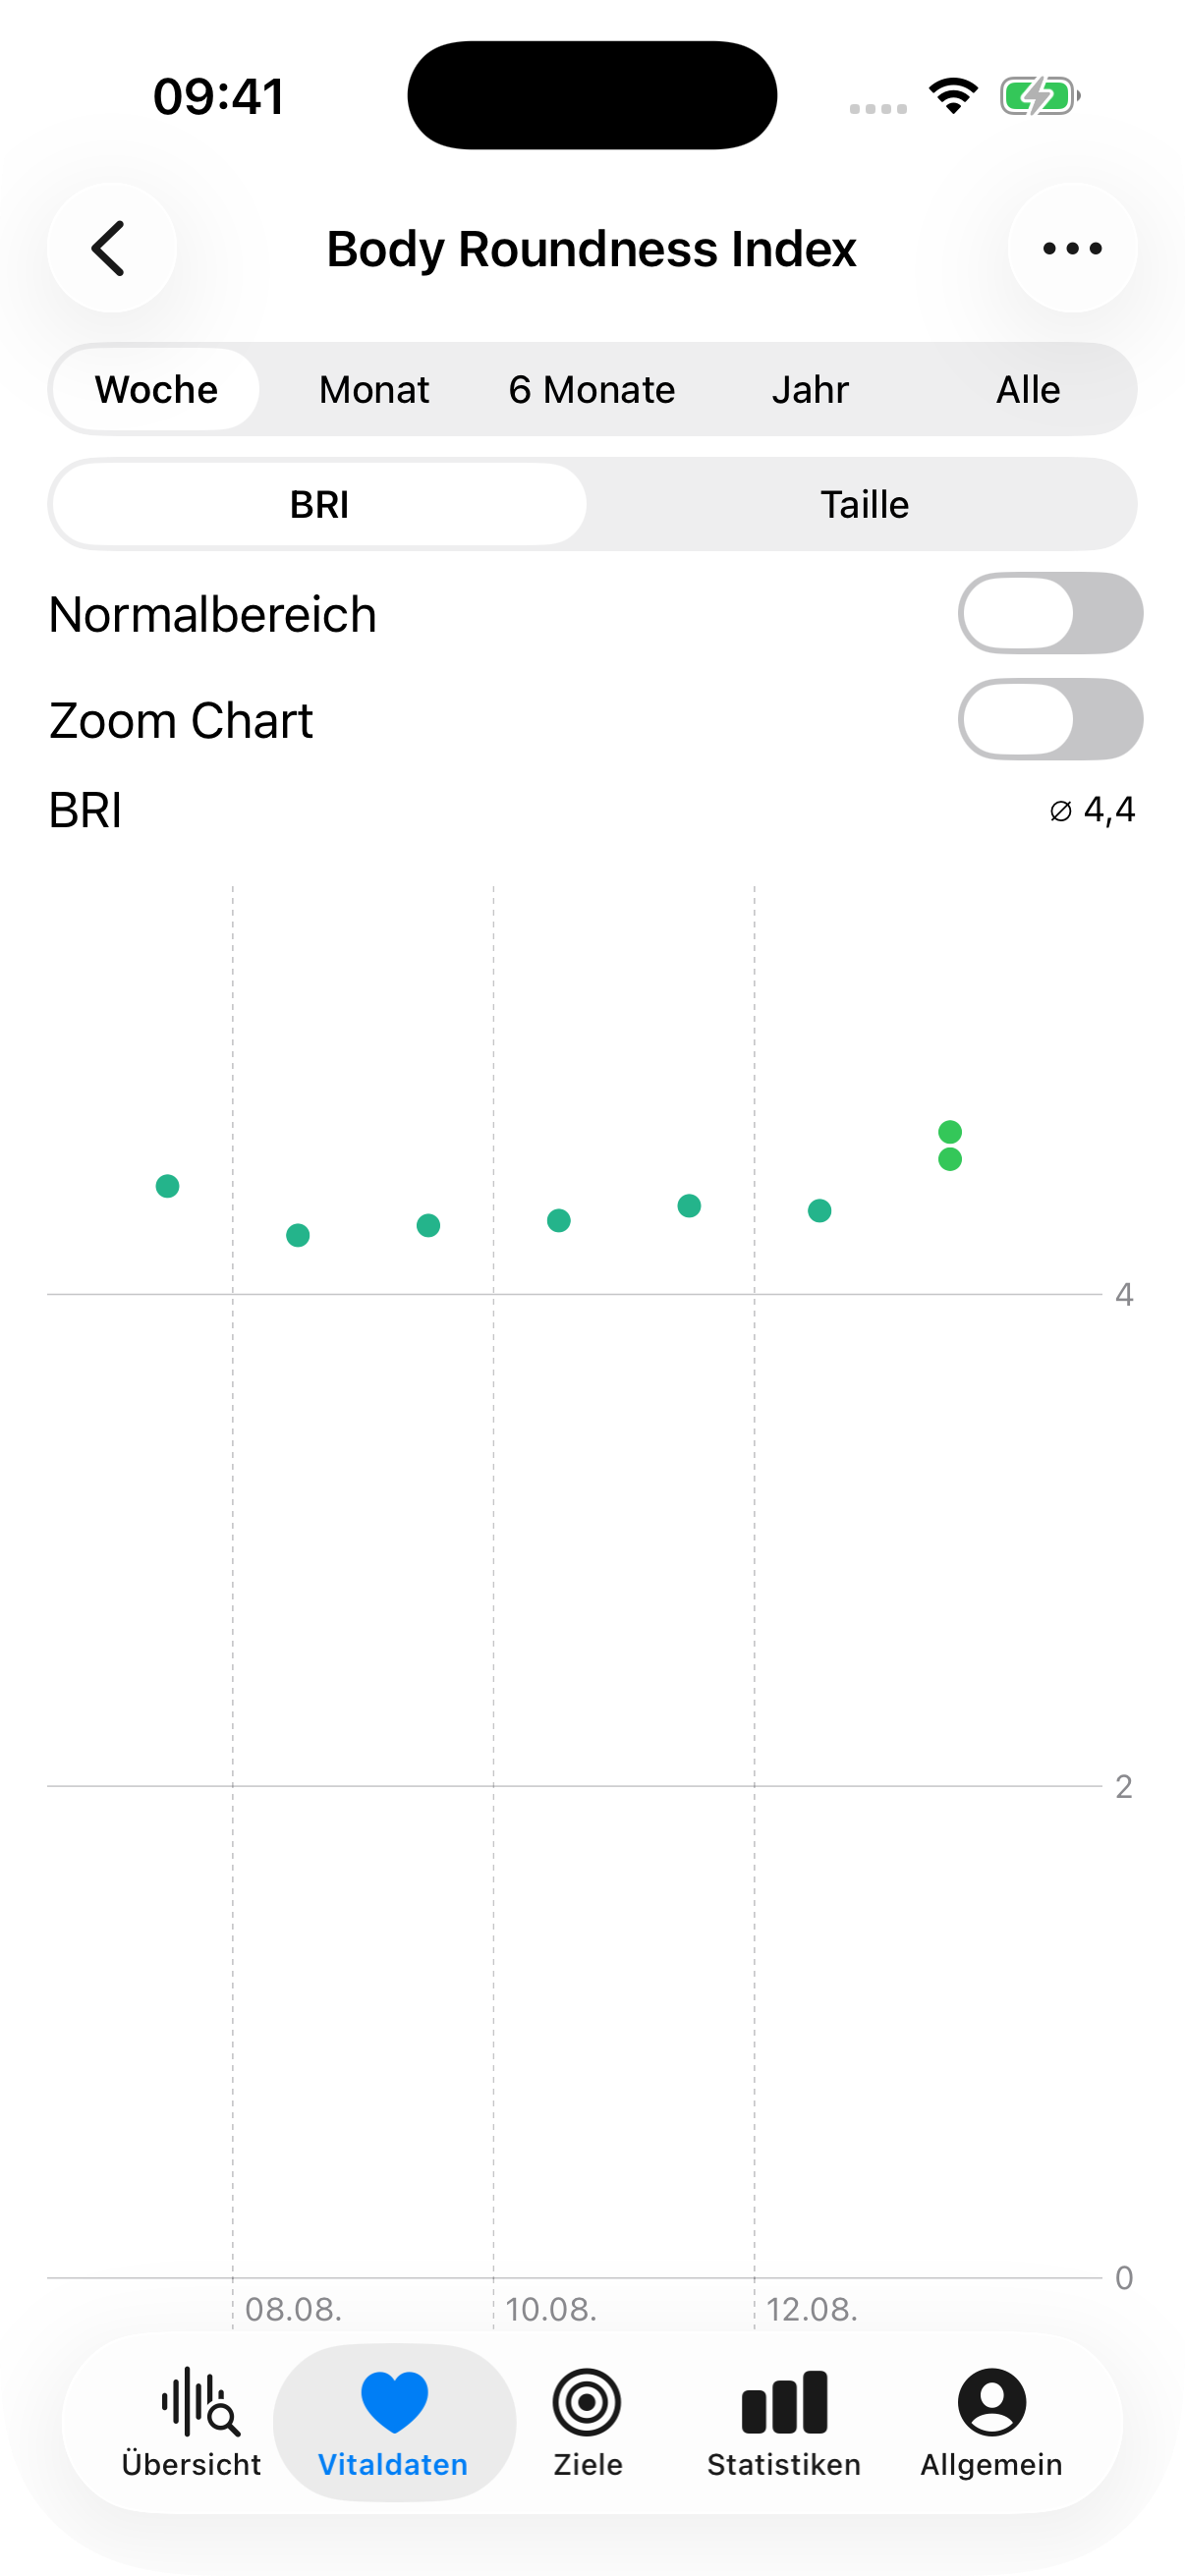 09:41
Body Roundness Index
Woche Monat 6 Monate Jahr Alle
BRI Taille
Normalbereich
Zoom Chart
BRI ⌀ 4,4
4
2
0
08.08. 10.08. 12.08.
Übersicht Vitaldaten Ziele Statistiken Allgemein